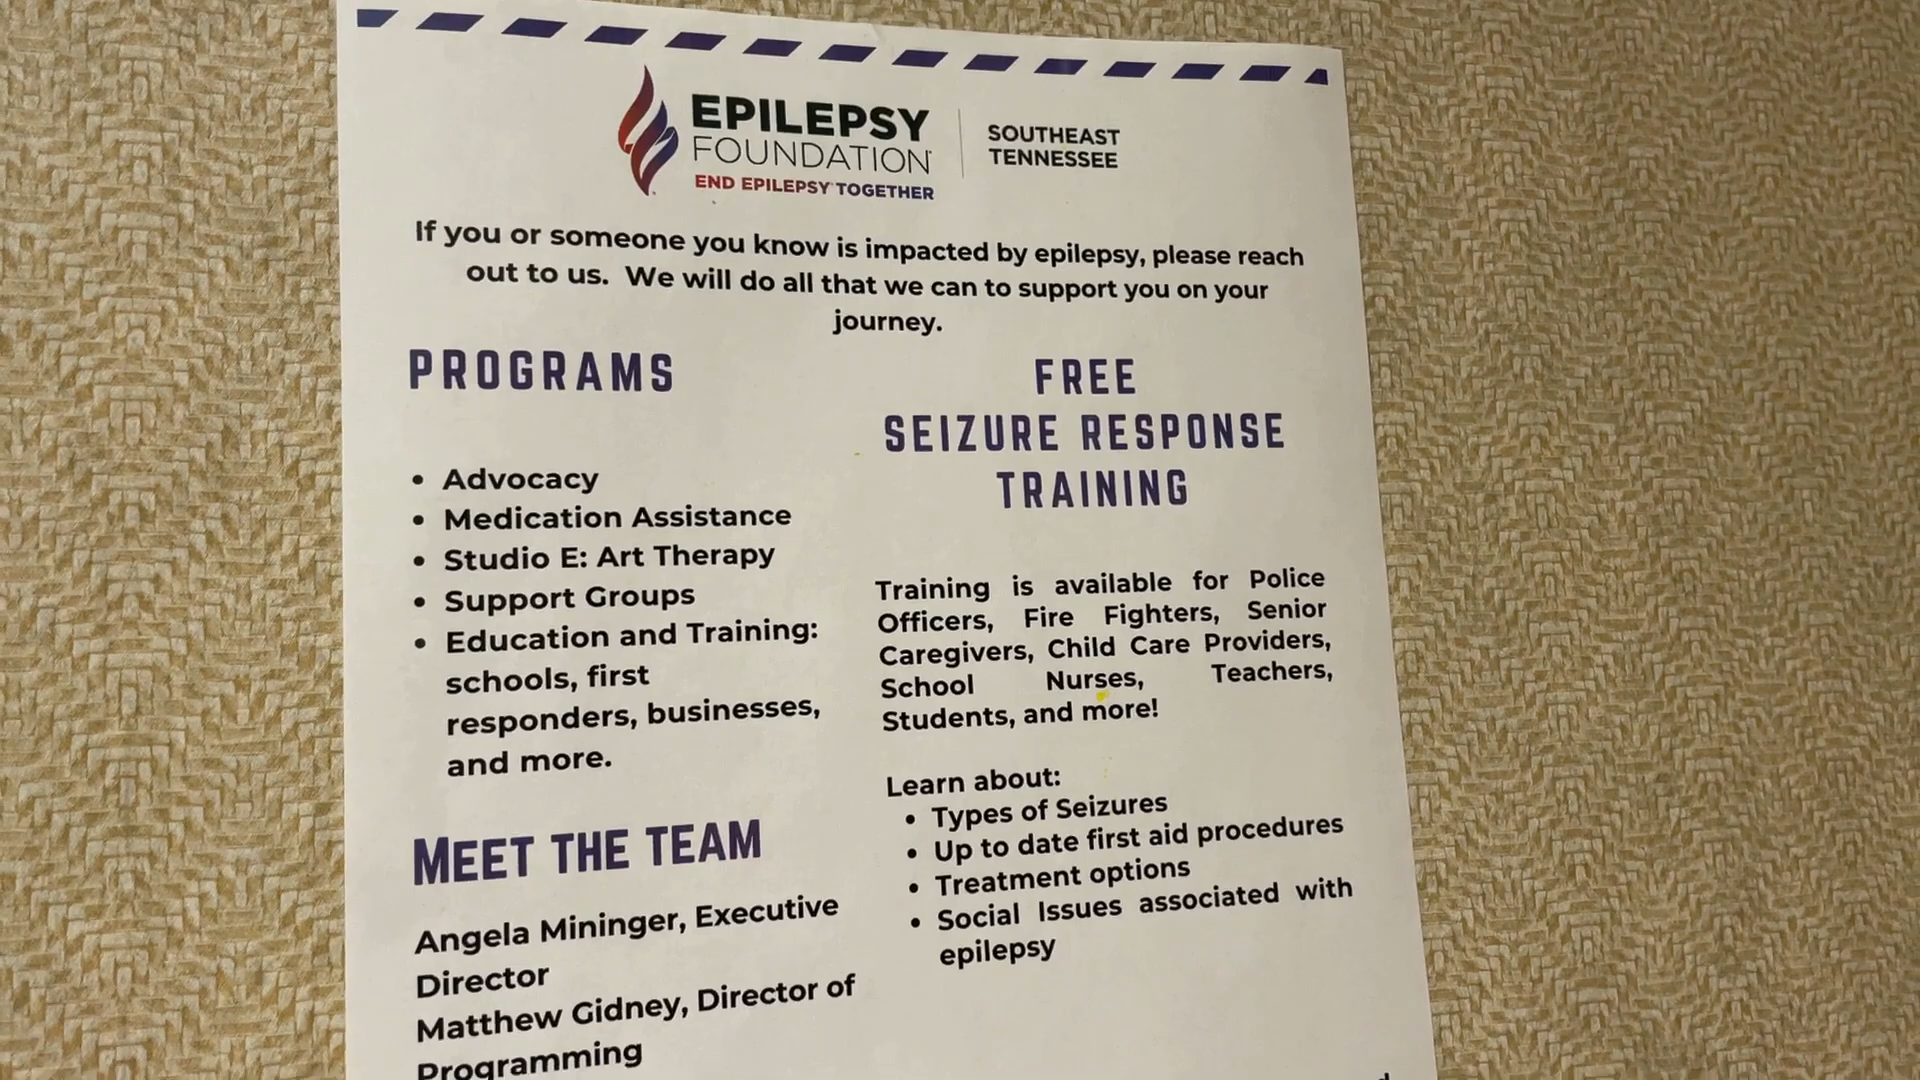 EPILEPSY
FOUNDATION
END EPILEPSY TOGETHER
SOUTHEAST
TENNESSEE
If you or someone you know is impacted by epilepsy, please reach
out to us. We will do all that we can to support you on your
journey.
PROGRAMS
• Advocacy
• Medication Assistance
• Studio E: Art Therapy
• Support Groups
• Education and Training:
schools, first
responders, businesses,
and more.
MEET THE TEAM
Angela Mininger, Executive
Director
Matthew Gidney, Director of
Programming
FREE
SEIZURE RESPONSE
TRAINING
Training is available for Police
Officers, Fire Fighters, Senior
Caregivers, Child Care Providers,
School Nurses, Teachers,
Students, and more!
Learn about:
• Types of Seizures
• Up to date first aid procedures
• Treatment options
• Social Issues associated with
epilepsy